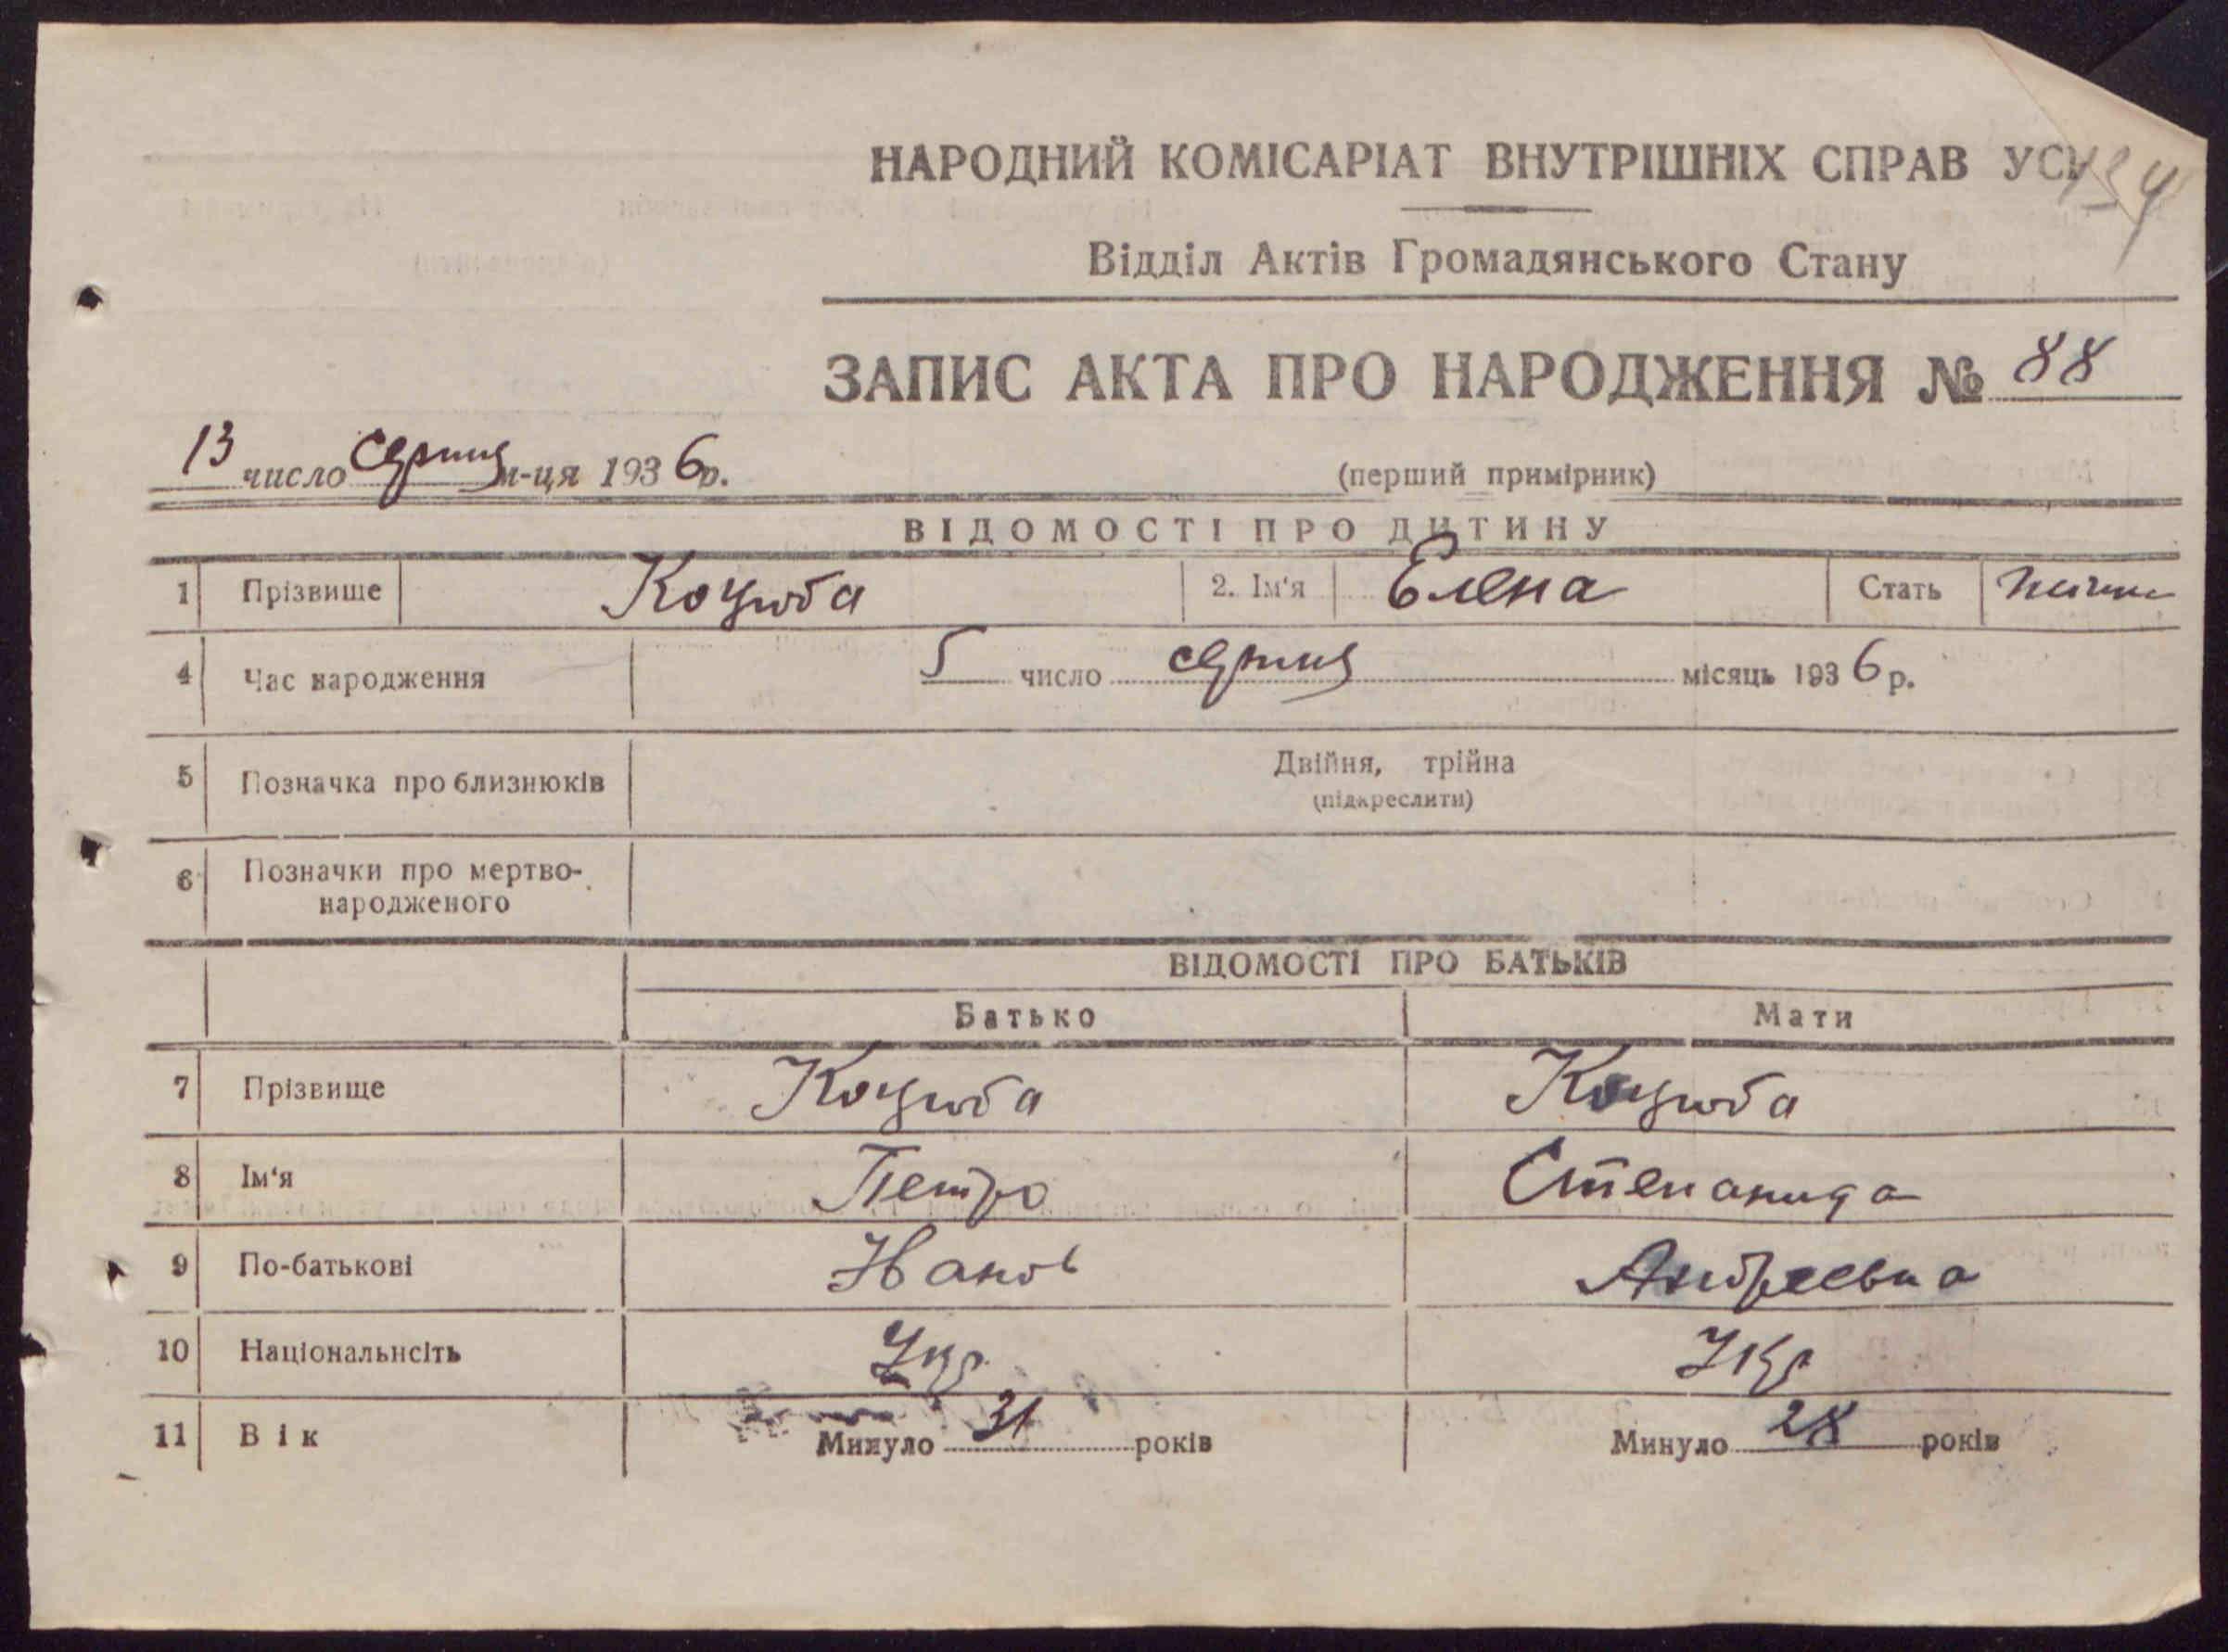 НАРОДНИЙ КОМІСАРІАТ ВНУТРІШНІХ СПРАВ
Відділ Актів Громадянського Стану
ЗАПИС АКТА ПРО НАРОДЖЕННЯ № 88
13 число серпня м-ця 1936 р.
(перший примірник)
ВІДОМОСТІ ПРО ДИТИНУ
1 Прізвище Коцюба 2. Ім'я Елена Стать
4 Час народження 5 число серпня місяць 1936 р.
5 Позначка про близнюків Двійня, трійна
(підкреслити)
6 Позначки про мертво-
народженого
ВІДОМОСТІ ПРО БАТЬКІВ
Батько Мати
7 Прізвище Коцюба Коцюба
8 Ім'я Петро Степанида
9 По-батькові Иванов Андреевна
10 Національнсіть Укр Укр
11 Вік Минуло 31 років Минуло 28 років